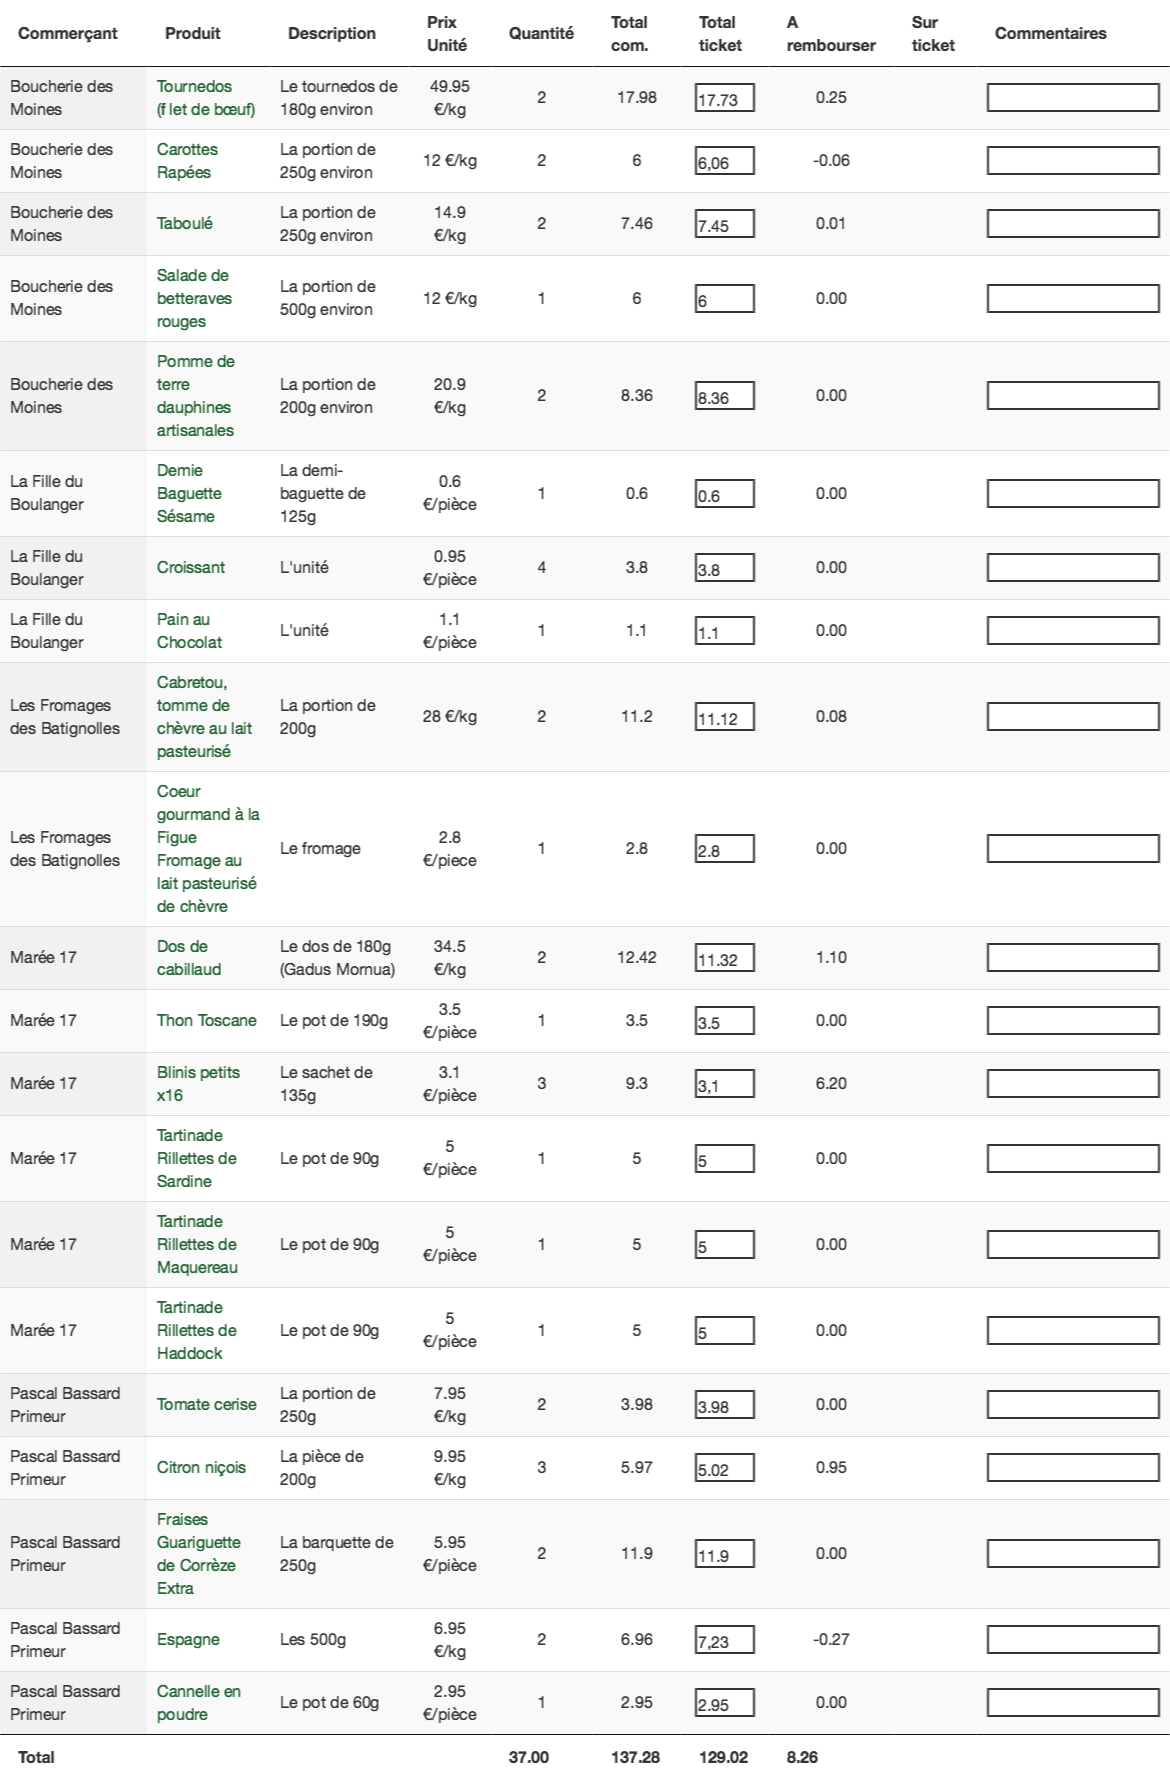 Commerçant Produit Description Prix Unité Quantité Total com. Total ticket A rembourser Sur ticket Commentaires
Boucherie des Moines Tournedos (f let de bœuf) Le tournedos de 180g environ 49.95 €/kg 2 17.98 17.73 0.25
Boucherie des Moines Carottes Rapées La portion de 250g environ 12 €/kg 2 6 6,06 -0.06
Boucherie des Moines Taboulé La portion de 250g environ 14.9 €/kg 2 7.46 7.45 0.01
Boucherie des Moines Salade de betteraves rouges La portion de 500g environ 12 €/kg 1 6 6 0.00
Boucherie des Moines Pomme de terre dauphines artisanales La portion de 200g environ 20.9 €/kg 2 8.36 8.36 0.00
La Fille du Boulanger Demie Baguette Sésame La demi-baguette de 125g 0.6 €/pièce 1 0.6 0.6 0.00
La Fille du Boulanger Croissant L'unité 0.95 €/pièce 4 3.8 3.8 0.00
La Fille du Boulanger Pain au Chocolat L'unité 1.1 €/pièce 1 1.1 1.1 0.00
Les Fromages des Batignolles Cabretou, tomme de chèvre au lait pasteurisé La portion de 200g 28 €/kg 2 11.2 11.12 0.08
Les Fromages des Batignolles Coeur gourmand à la Figue Fromage au lait pasteurisé de chèvre Le fromage 2.8 €/piece 1 2.8 2.8 0.00
Marée 17 Dos de cabillaud Le dos de 180g (Gadus Mornua) 34.5 €/kg 2 12.42 11.32 1.10
Marée 17 Thon Toscane Le pot de 190g 3.5 €/pièce 1 3.5 3.5 0.00
Marée 17 Blinis petits x16 Le sachet de 135g 3.1 €/pièce 3 9.3 3,1 6.20
Marée 17 Tartinade Rillettes de Sardine Le pot de 90g 5 €/pièce 1 5 5 0.00
Marée 17 Tartinade Rillettes de Maquereau Le pot de 90g 5 €/pièce 1 5 5 0.00
Marée 17 Tartinade Rillettes de Haddock Le pot de 90g 5 €/pièce 1 5 5 0.00
Pascal Bassard Primeur Tomate cerise La portion de 250g 7.95 €/kg 2 3.98 3.98 0.00
Pascal Bassard Primeur Citron niçois La pièce de 200g 9.95 €/kg 3 5.97 5.02 0.95
Pascal Bassard Primeur Fraises Guariguette de Corrèze Extra La barquette de 250g 5.95 €/pièce 2 11.9 11.9 0.00
Pascal Bassard Primeur Espagne Les 500g 6.95 €/kg 2 6.96 7,23 -0.27
Pascal Bassard Primeur Cannelle en poudre Le pot de 60g 2.95 €/pièce 1 2.95 2.95 0.00
Total 37.00 137.28 129.02 8.26